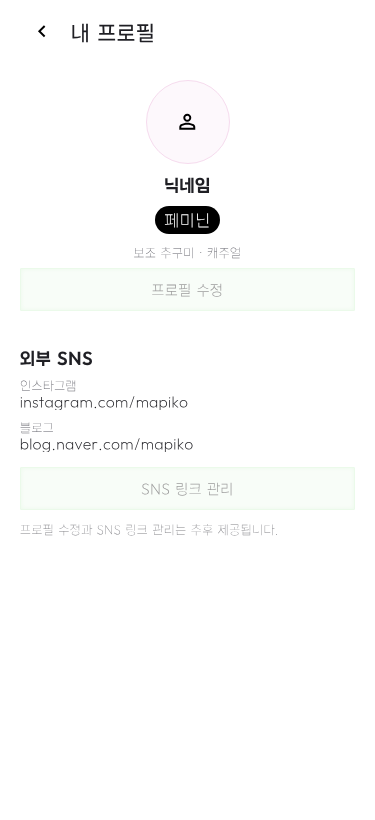 내 프로필
닉네임
페미닌
보조 추구미 · 캐주얼
프로필 수정
외부 SNS
인스타그램
instagram.com/mapiko
블로그
blog.naver.com/mapiko
SNS 링크 관리
프로필 수정과 SNS 링크 관리는 추후 제공됩니다.